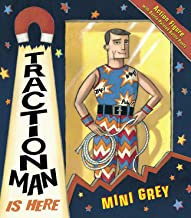 TRACTION
MAN
IS HERE
MINI GREY
Action Figure